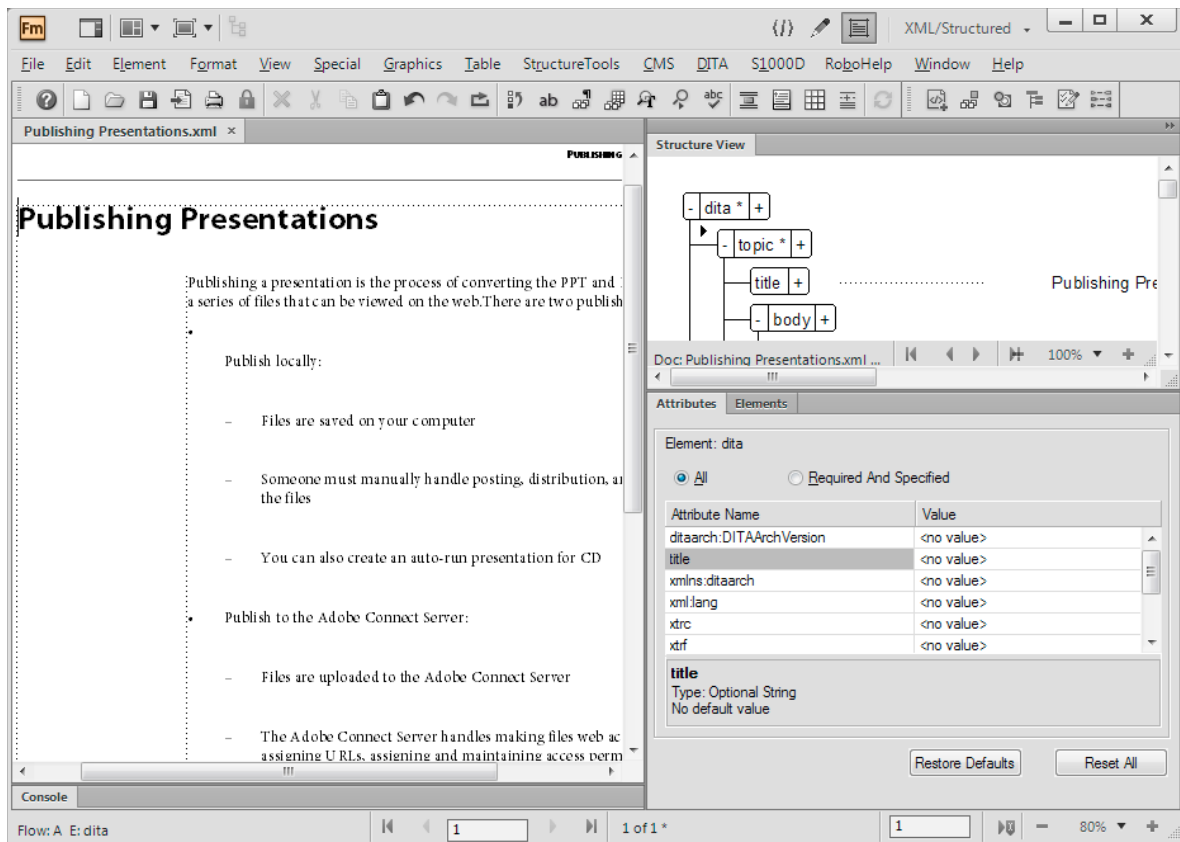 Fm
XML/Structured
File Edit Element Format View Special Graphics Table StructureTools CMS DITA S1000D RoboHelp Window Help
ab abc
Publishing Presentations.xml ×
PUBLISHING
Publishing Presentations
Publishing a presentation is the process of converting the PPT and
a series of files that can be viewed on the web.There are two publish
• 
Publish locally:
– Files are saved on your computer
– Someone must manually handle posting, distribution, an
the files
– You can also create an auto-run presentation for CD
• Publish to the Adobe Connect Server:
– Files are uploaded to the Adobe Connect Server
– The Adobe Connect Server handles making files web ac
assigning URLs, assigning and maintaining access perm
Console
Flow: A E: dita
1
1 of 1 *
Structure View
- dita * +
- topic * +
title + Publishing Pre
- body +
Doc: Publishing Presentations.xml ... 100%
Attributes Elements
Element: dita
All Required And Specified
Attribute Name Value
ditaarch:DITAArchVersion <no value>
title <no value>
xmlns:ditaarch <no value>
xml:lang <no value>
xtrc <no value>
xtrf <no value>
title
Type: Optional String
No default value
Restore Defaults Reset All
1 80%